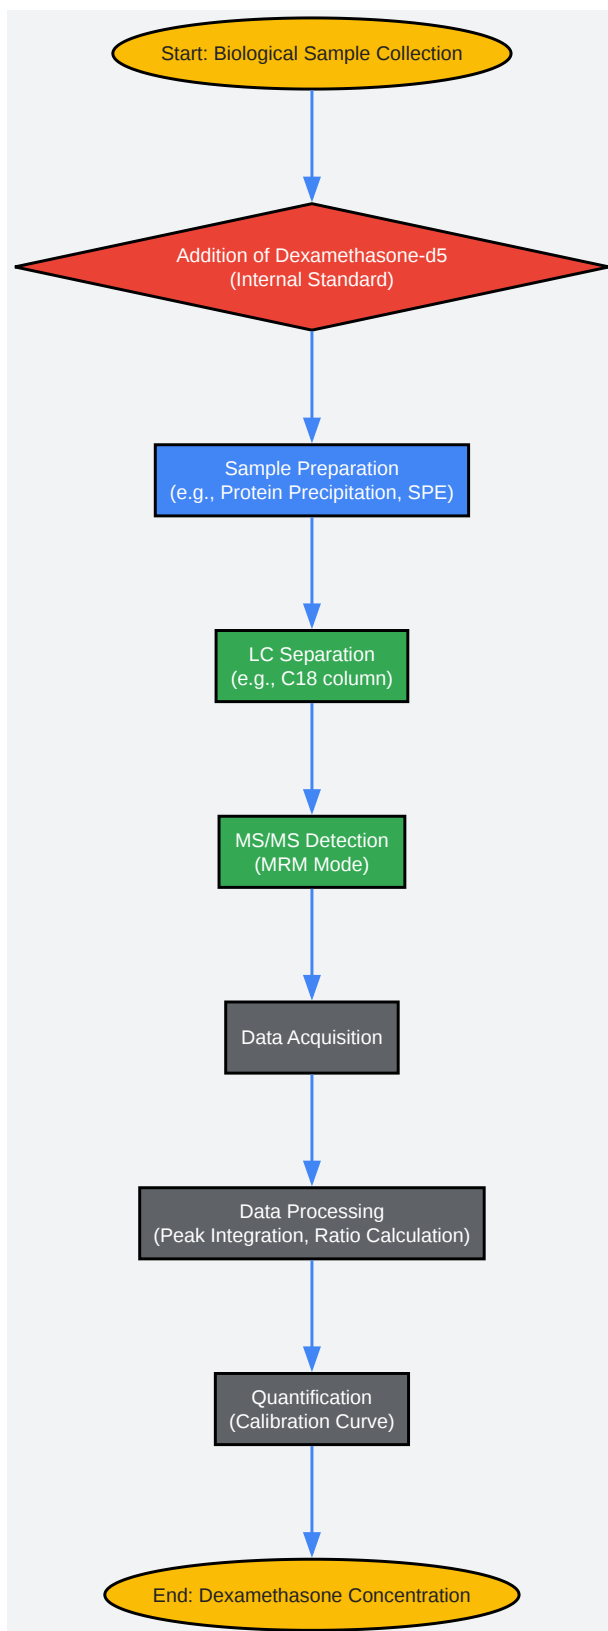 Start: Biological Sample Collection
Addition of Dexamethasone-d5
(Internal Standard)
Sample Preparation
(e.g., Protein Precipitation, SPE)
LC Separation
(e.g., C18 column)
MS/MS Detection
(MRM Mode)
Data Acquisition
Data Processing
(Peak Integration, Ratio Calculation)
Quantification
(Calibration Curve)
End: Dexamethasone Concentration